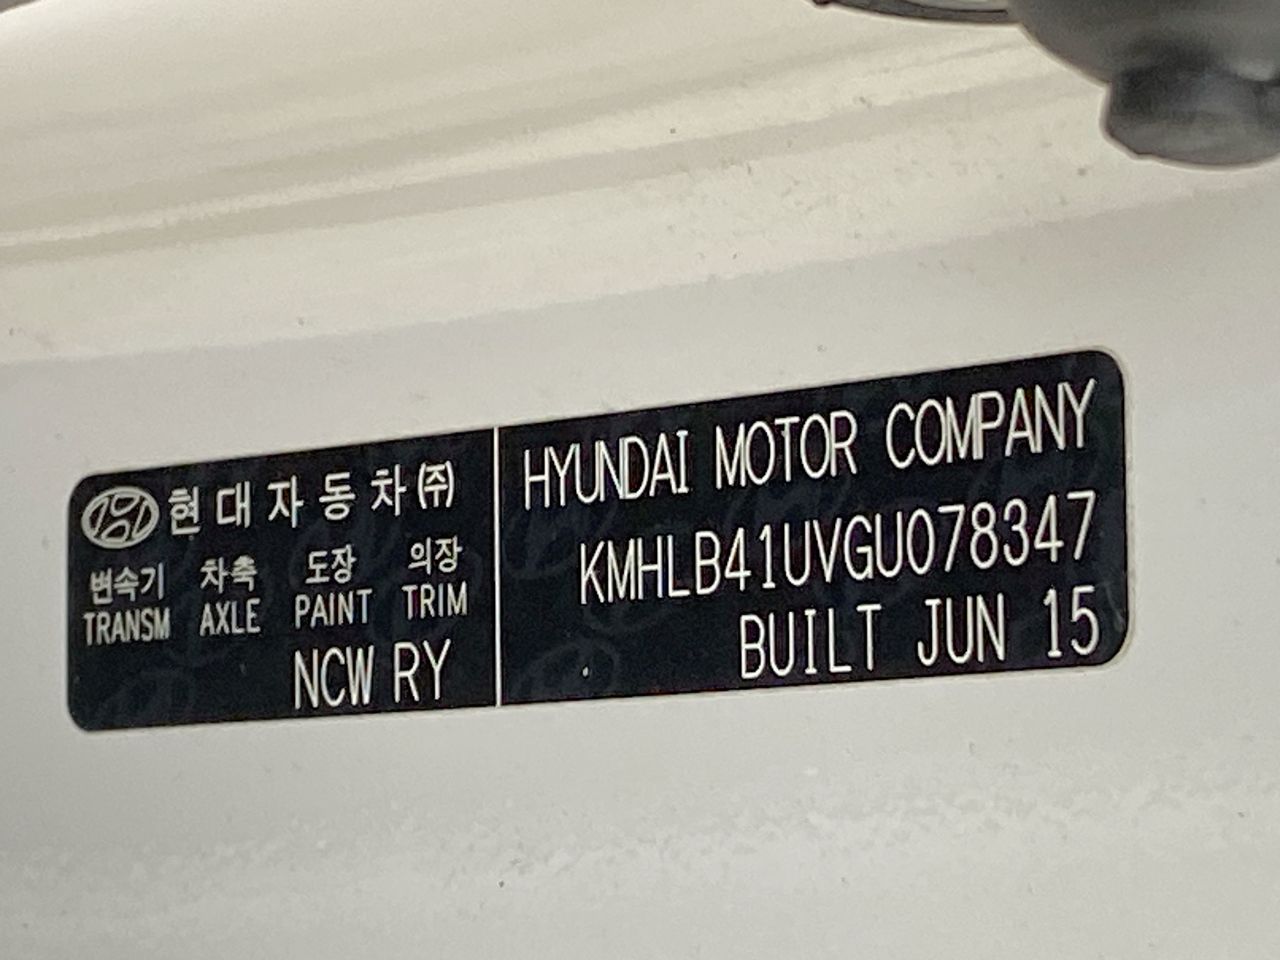 현대자동차㈜
변속기 차축 도장 의장
TRANSM AXLE PAINT TRIM
NCW RY
HYUNDAI MOTOR COMPANY
KMHLB41UVGU078347
BUILT JUN 15